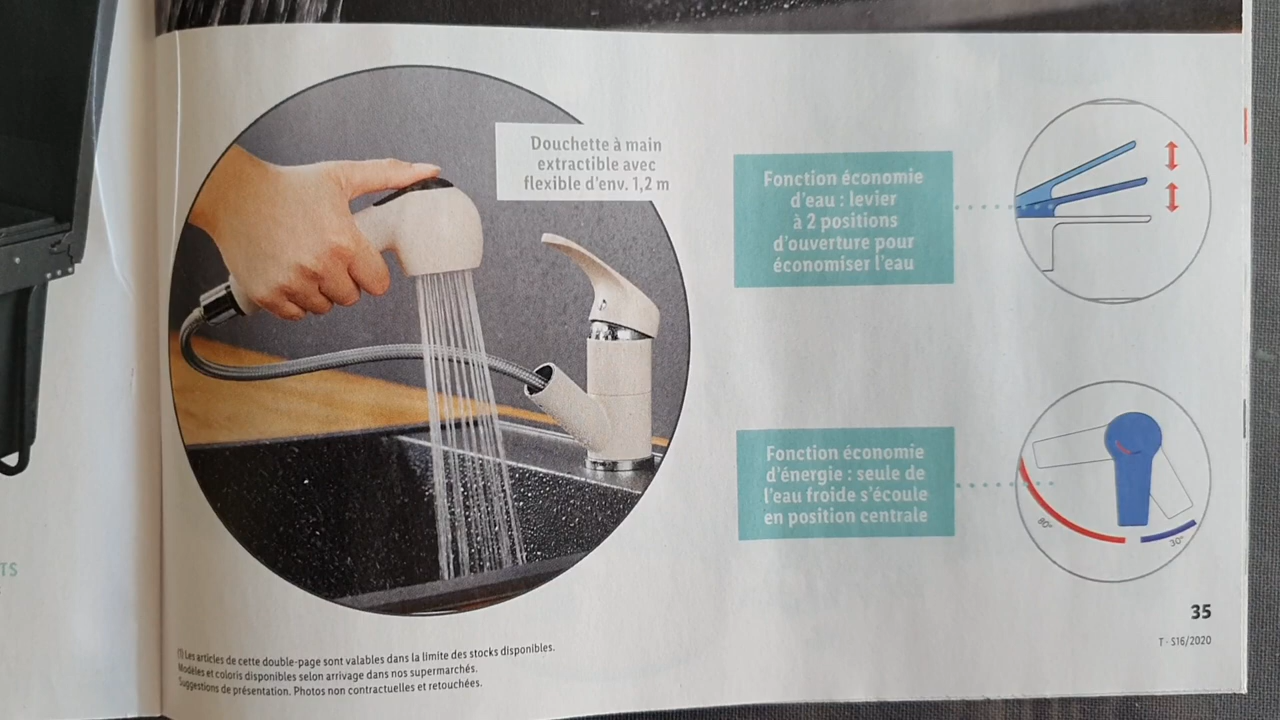 Douchette à main
extractible avec
flexible d'env. 1,2 m
Fonction économie
d'eau : levier
à 2 positions
d'ouverture pour
économiser l'eau
Fonction économie
d'énergie : seule de
l'eau froide s'écoule
en position centrale
80°
30°
TS
35
T - S16/2020
(1) Les articles de cette double-page sont valables dans la limite des stocks disponibles.
Modèles et coloris disponibles selon arrivage dans nos supermarchés.
Suggestions de présentation. Photos non contractuelles et retouchées.